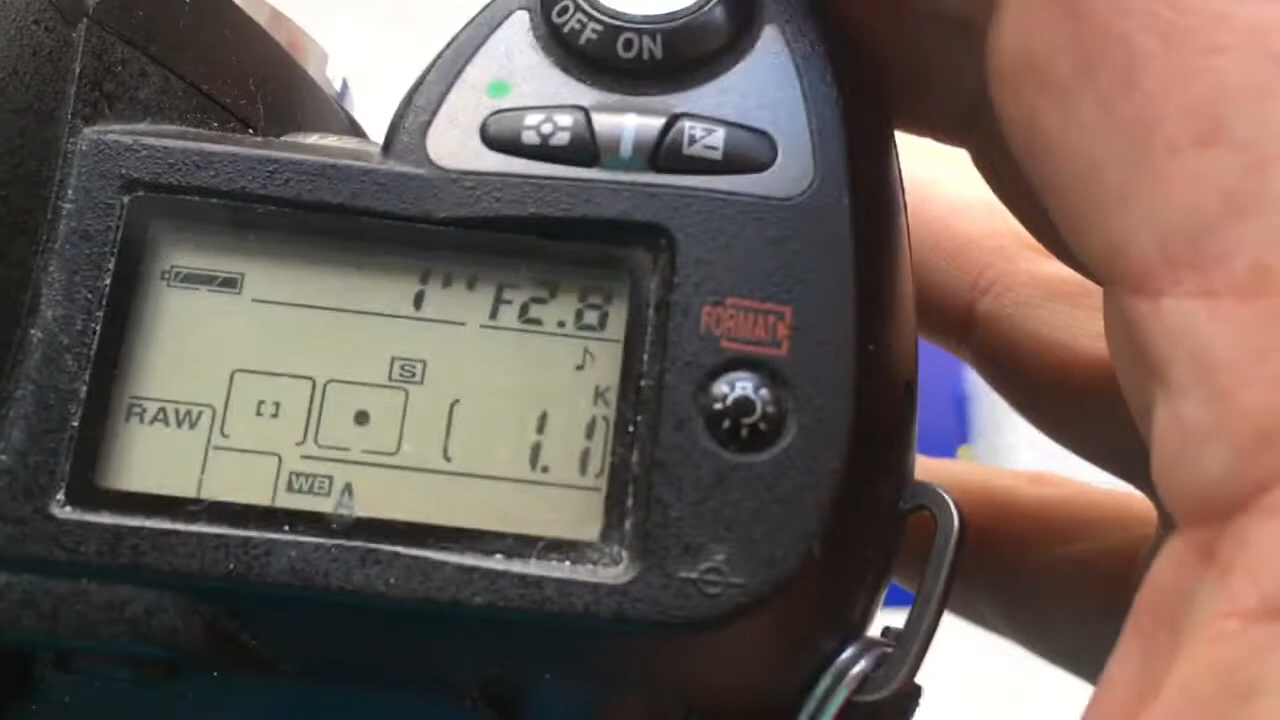 OFF ON
1" F2.8
FORMAT
S
K
RAW
[1.1]
WB A